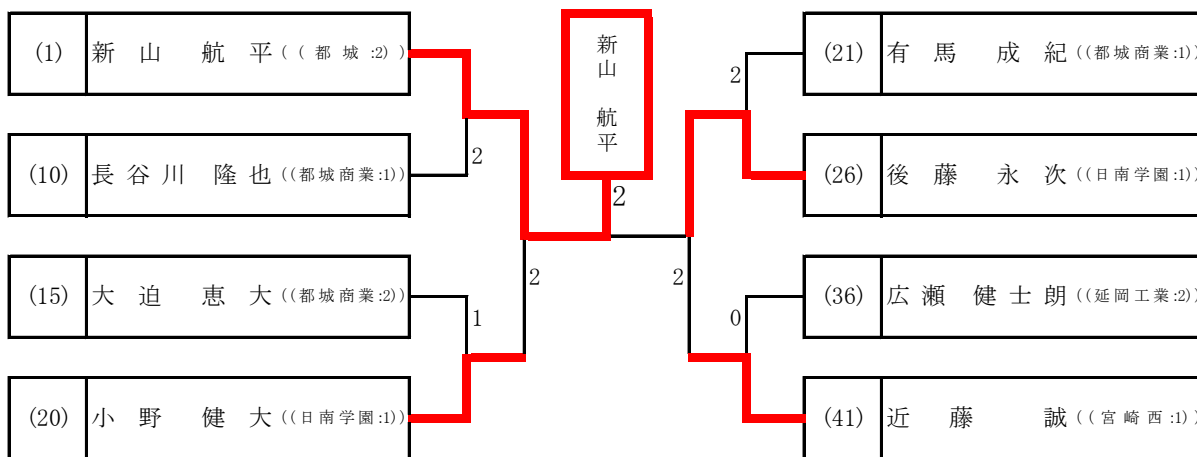 (1) 新山 航平 ((都城:2))
(10) 長谷川 隆也 ((都城商業:1))
(15) 大迫 恵大 ((都城商業:2))
(20) 小野 健大 ((日南学園:1))
2
1
2
新山 航平
2
2
0
2
(21) 有馬 成紀 ((都城商業:1))
(26) 後藤 永次 ((日南学園:1))
(36) 広瀬 健士朗 ((延岡工業:2))
(41) 近藤 誠 ((宮崎西:1))